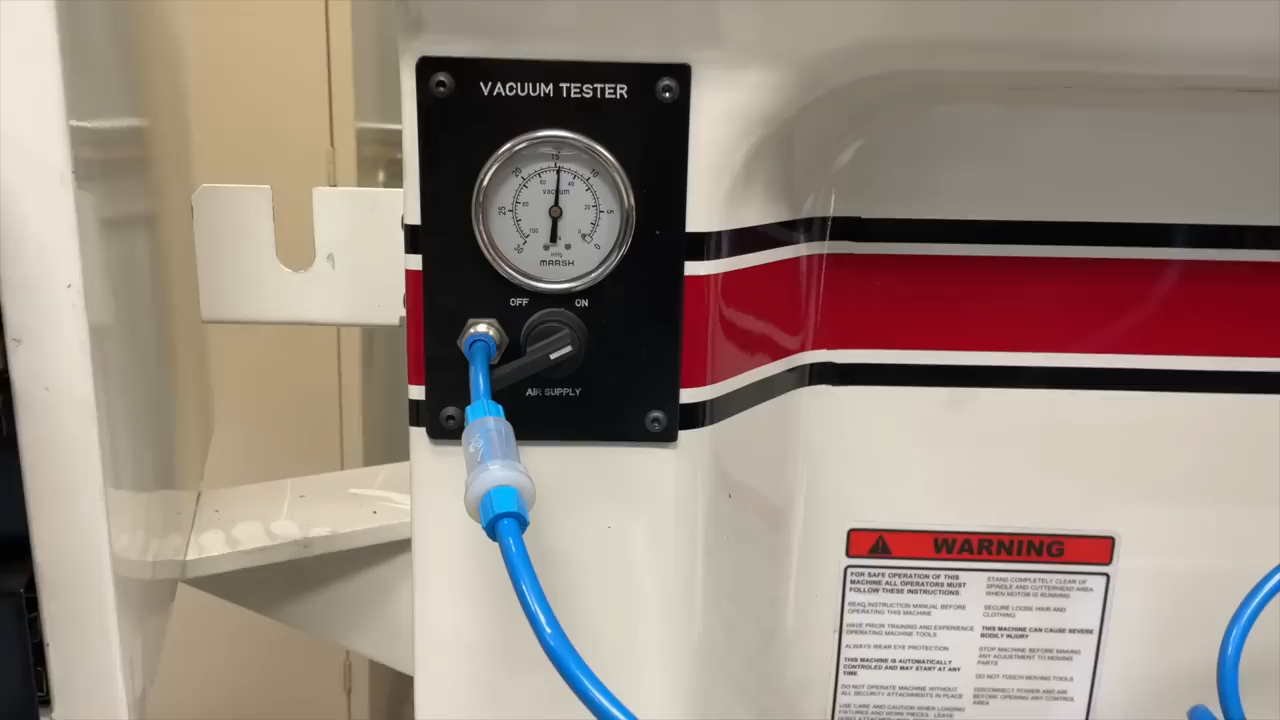 VACUUM TESTER
15
20
10
60
40
vacuum
25
80
20
5
100
0
30
0
inHg
MARSH
OFF ON
AIR SUPPLY
WARNING
FOR SAFE OPERATION OF THIS
MACHINE ALL OPERATORS MUST
FOLLOW THESE INSTRUCTIONS.
READ INSTRUCTION MANUAL BEFORE
OPERATING THIS MACHINE
HAVE PRIOR TRAINING AND EXPERIENCE
OPERATING MACHINE TOOLS
ALWAYS WEAR EYE PROTECTION
THIS MACHINE IS AUTOMATICALLY
CONTROLED AND MAY START AT ANY
TIME
DO NOT OPERATE MACHINE WITHOUT
ALL SECURITY ATTACHMENTS IN PLACE
USE CARE AND CAUTION WHEN LOADING
FIXTURES AND WORK PIECES. LEAVE
STAND COMPLETELY CLEAR OF
SPINDLE AND CUTTERHEAD AREA
WHEN MOTOR IS RUNNING
SECURE LOOSE HAIR AND
CLOTHING
THIS MACHINE CAN CAUSE SEVERE
BODILY INJURY
STOP MACHINE BEFORE MAKING
ANY ADJUSTMENT TO MOVING
PARTS
DO NOT TOUCH MOVING TOOLS
DISCONNECT POWER AND AIR
BEFORE OPENING ANY CONTROL
AREA